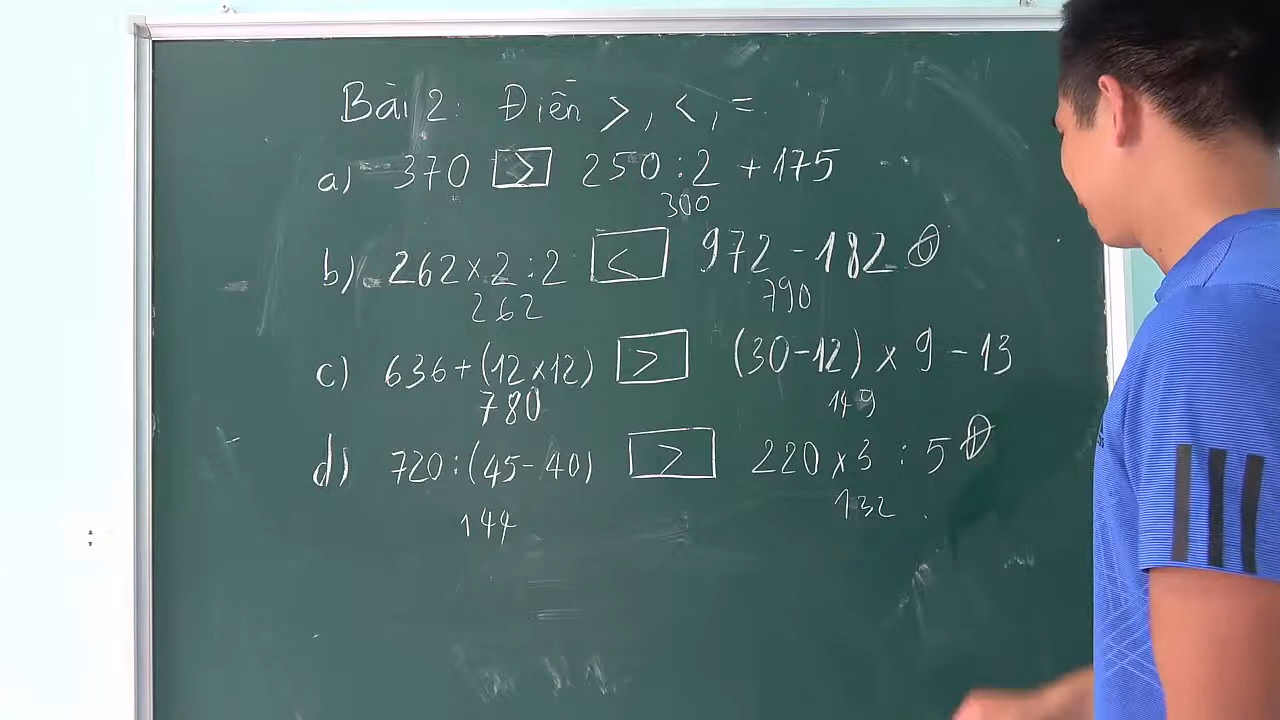 Bài 2: Điền >, <, =.
a) 370 > 250 : 2 + 175
300
b) 262 x 2 : 2 < 972 - 182
262 790
c) 636 + (12 x 12) > (30 - 12) x 9 - 13
780 149
d) 720 : (45 - 40) > 220 x 3 : 5
144 132